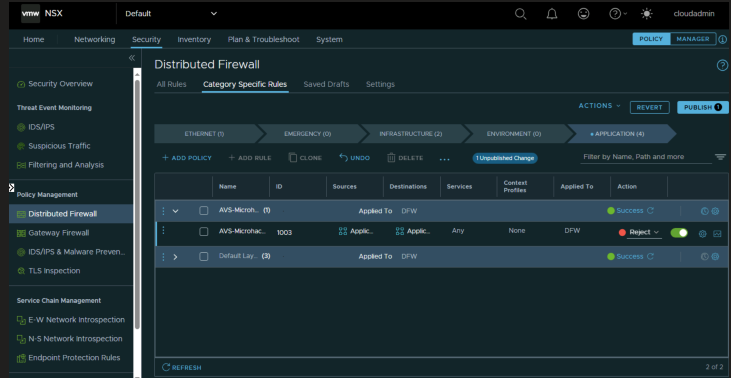 vmw NSX Default cloudadmin
Home Networking Security Inventory Plan & Troubleshoot System POLICY MANAGER
Security Overview
Threat Event Monitoring
IDS/IPS
Suspicious Traffic
Filtering and Analysis
Policy Management
Distributed Firewall
Gateway Firewall
IDS/IPS & Malware Preven...
TLS Inspection
Service Chain Management
E-W Network Introspection
N-S Network Introspection
Endpoint Protection Rules
Distributed Firewall
All Rules Category Specific Rules Saved Drafts Settings
ACTIONS REVERT PUBLISH 1
ETHERNET (1) EMERGENCY (0) INFRASTRUCTURE (2) ENVIRONMENT (0) APPLICATION (4)
+ ADD POLICY + ADD RULE CLONE UNDO DELETE ... 1 Unpublished Change Filter by Name, Path and more
Name ID Sources Destinations Services Context Profiles Applied To Action
AVS-Microh... (1) Applied To DFW Success
AVS-Microhac... 1003 Applic... Applic... Any None DFW Reject
Default Lay... (3) Applied To DFW Success
REFRESH 2 of 2